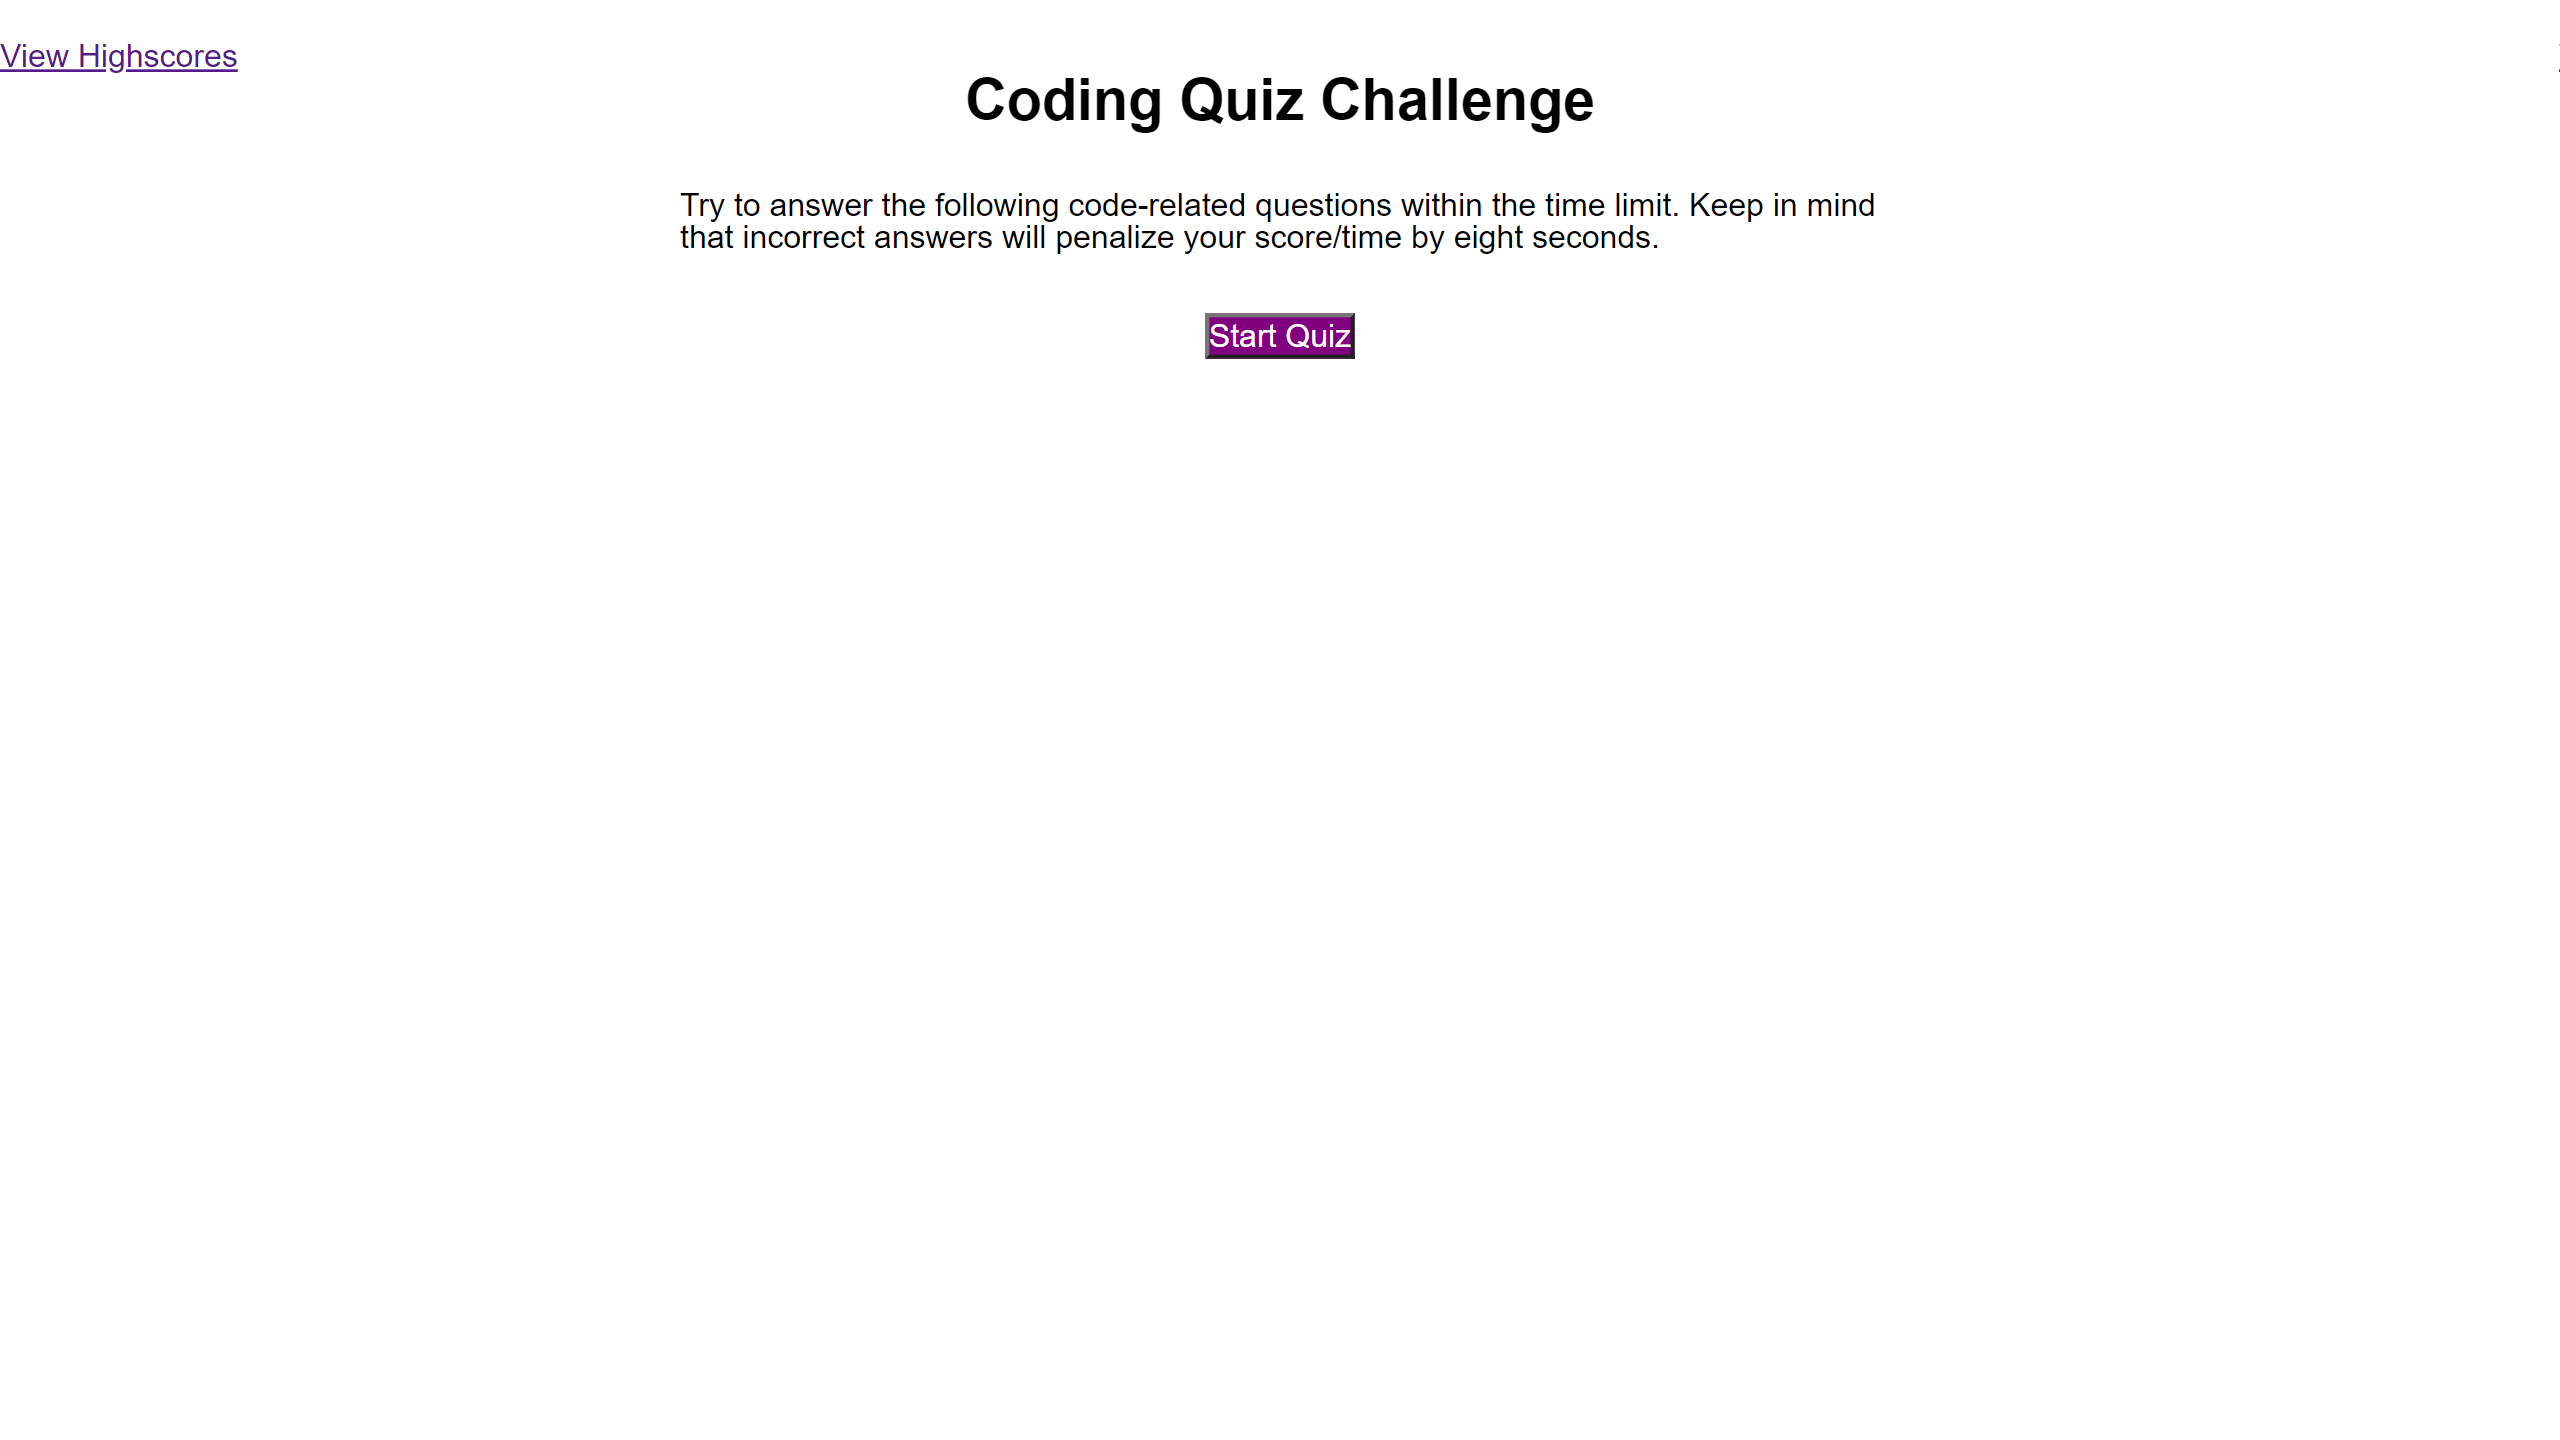 View Highscores
Coding Quiz Challenge
Try to answer the following code-related questions within the time limit. Keep in mind
that incorrect answers will penalize your score/time by eight seconds.
Start Quiz